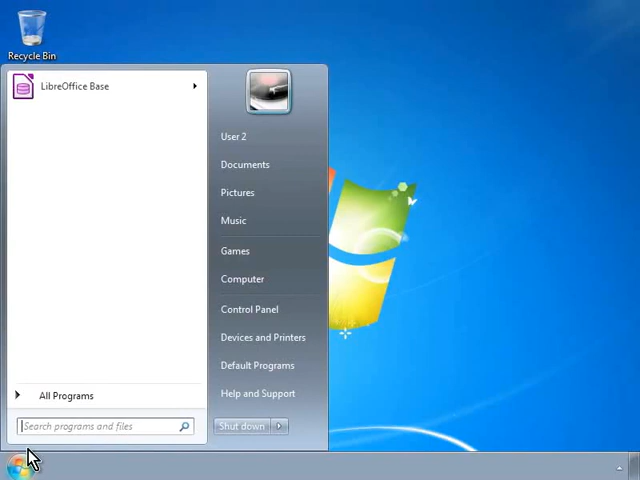 Recycle Bin
LibreOffice Base
User 2
Documents
Pictures
Music
Games
Computer
Control Panel
Devices and Printers
Default Programs
Help and Support
All Programs
Search programs and files
Shut down